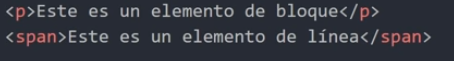 <p>Este es un elemento de bloque</p>
<span>Este es un elemento de línea</span>